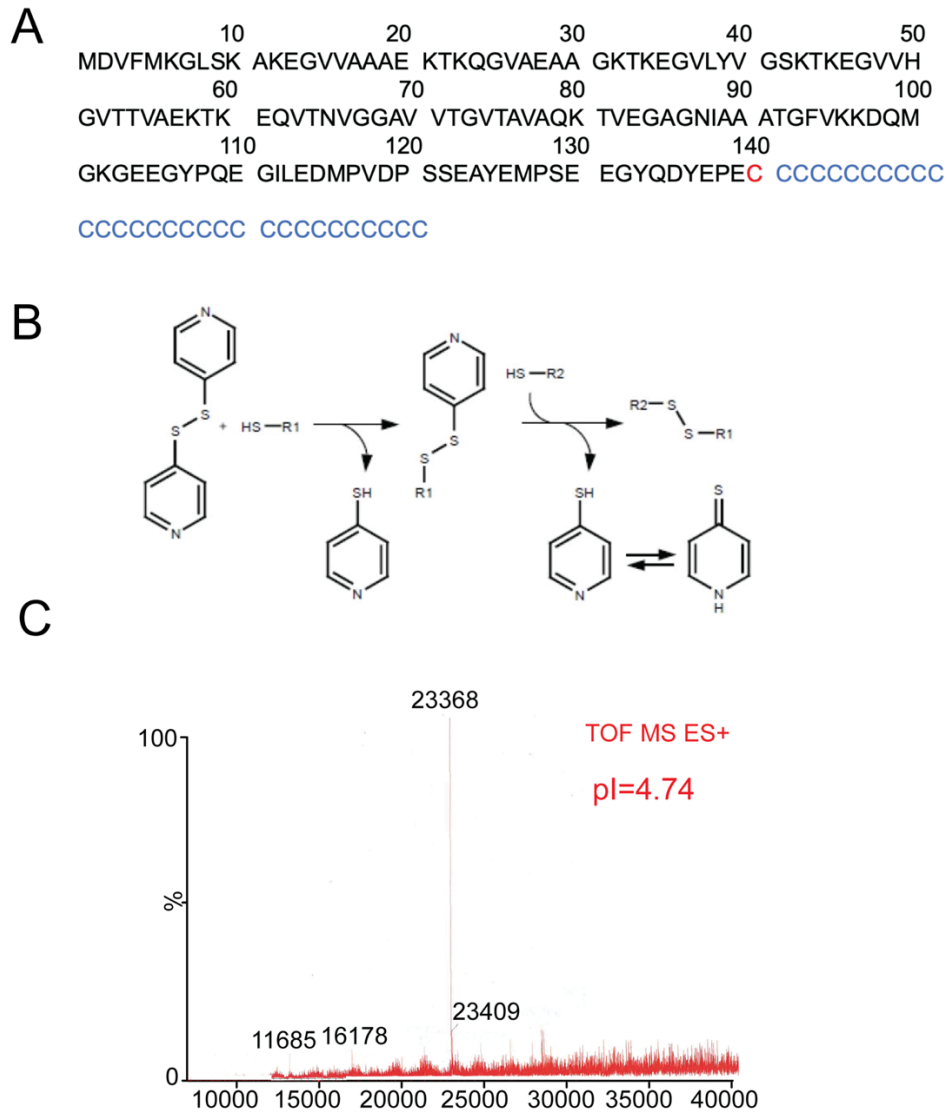 A
10 20 30 40 50
MDVFMKGLSK AKEGVVAAAE KTKQGVAEAA GKTKEGVLYV GSKTKEGVVH
60 70 80 90 100
GVTTVAEKTK EQVTNVGGAV VTGVTAVAQK TVEGAGNIAA ATGFVKKDQM
110 120 130 140
GKGEEGYPQE GILEDMPVDP SSEAYEMPSE EGYQDYEPEC CCCCCCCCCC
CCCCCCCCCC CCCCCCCCCC
B
N
S
S
N
+ HS R1
SH
N
N
S
S
R1
HS R2
SH
N
R2 S
S R1
S
N
H
C
23368
TOF MS ES+
pI=4.74
100
%
23409
11685 16178
0
10000 15000 20000 25000 30000 35000 40000